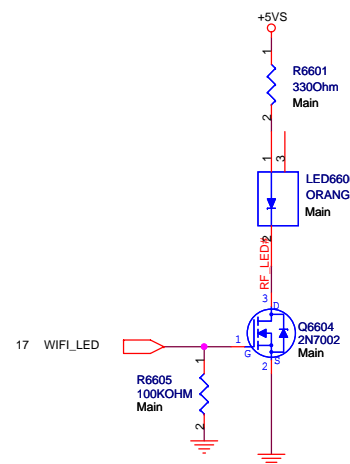 +5VS
1
R6601
330Ohm
Main
2
1
3
LED660
ORANG
Main
2
RF_LED#
3
D
Q6604
2N7002
Main
1
G
S
2
17 WIFI_LED
1
R6605
100KOHM
Main
2